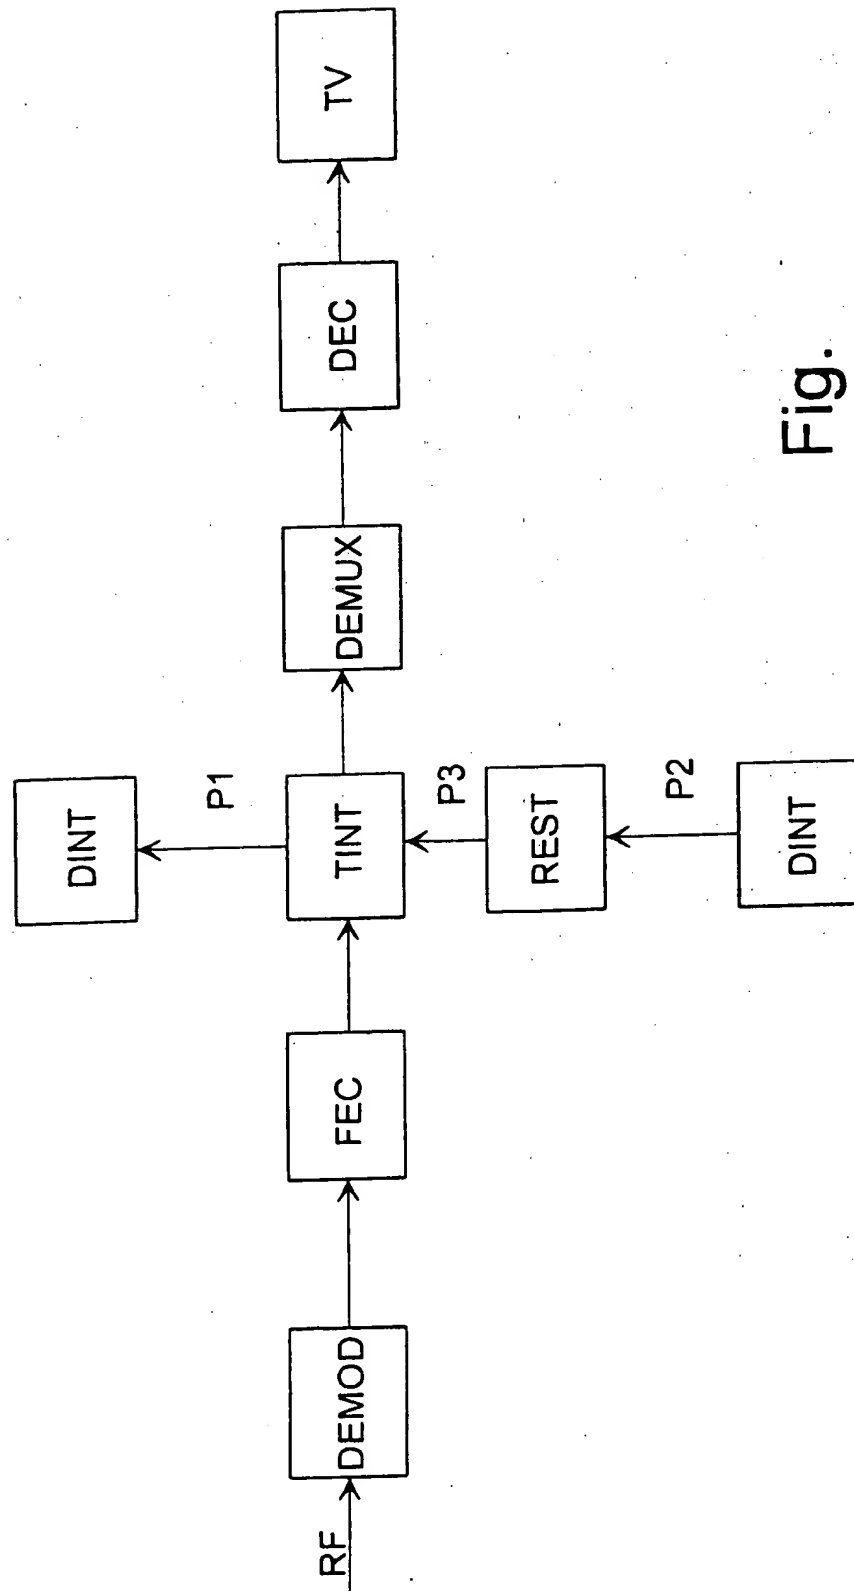 DINT
P1
RF DEMOD FEC TINT DEMUX DEC TV
P3
REST
P2
DINT
Fig.